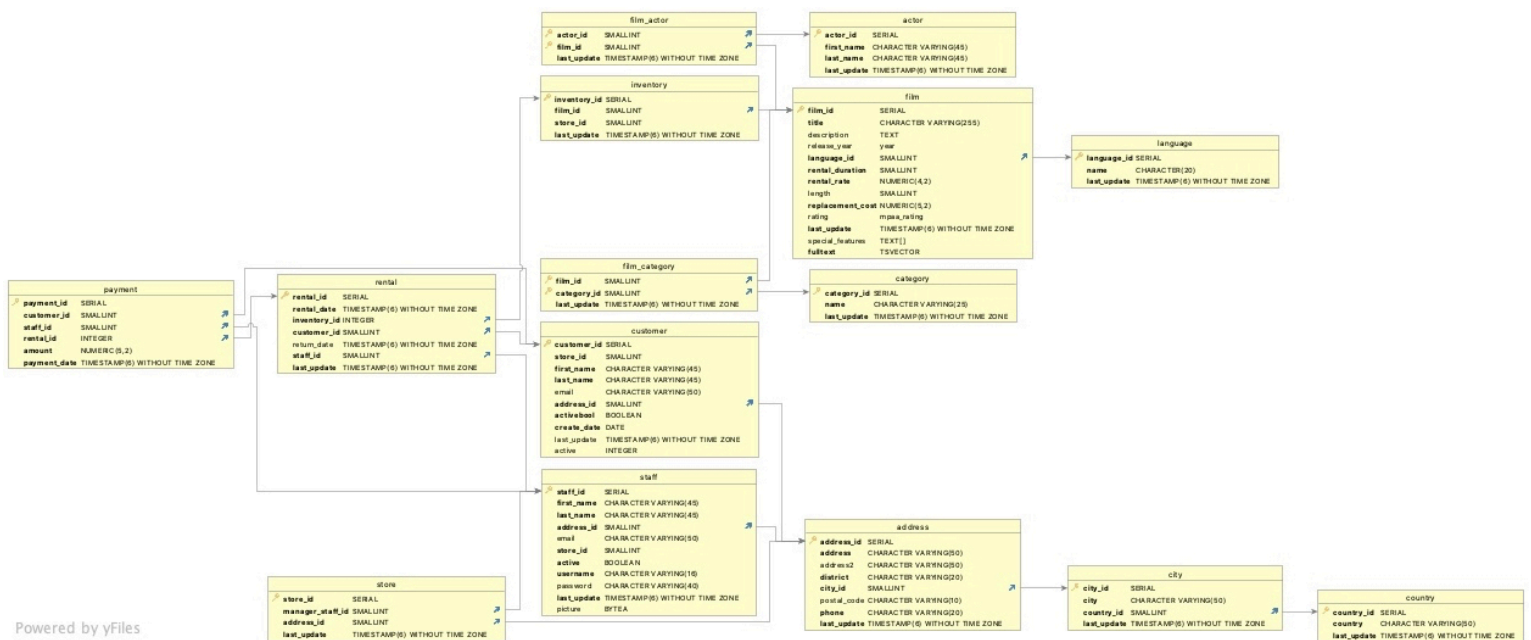 film_actor
actor_id SMALLINT
film_id SMALLINT
last_update TIMESTAMP(6) WITHOUT TIME ZONE
actor
actor_id SERIAL
first_name CHARACTER VARYING(45)
last_name CHARACTER VARYING(45)
last_update TIMESTAMP(6) WITHOUT TIME ZONE
inventory
inventory_id SERIAL
film_id SMALLINT
store_id SMALLINT
last_update TIMESTAMP(6) WITHOUT TIME ZONE
film
film_id SERIAL
title CHARACTER VARYING(255)
description TEXT
release_year year
language_id SMALLINT
rental_duration SMALLINT
rental_rate NUMERIC(4,2)
length SMALLINT
replacement_cost NUMERIC(5,2)
rating mpaa_rating
last_update TIMESTAMP(6) WITHOUT TIME ZONE
special_features TEXT[]
fulltext TSVECTOR
language
language_id SERIAL
name CHARACTER(20)
last_update TIMESTAMP(6) WITHOUT TIME ZONE
payment
payment_id SERIAL
customer_id SMALLINT
staff_id SMALLINT
rental_id INTEGER
amount NUMERIC(5,2)
payment_date TIMESTAMP(6) WITHOUT TIME ZONE
rental
rental_id SERIAL
rental_date TIMESTAMP(6) WITHOUT TIME ZONE
inventory_id INTEGER
customer_id SMALLINT
return_date TIMESTAMP(6) WITHOUT TIME ZONE
staff_id SMALLINT
last_update TIMESTAMP(6) WITHOUT TIME ZONE
film_category
film_id SMALLINT
category_id SMALLINT
last_update TIMESTAMP(6) WITHOUT TIME ZONE
category
category_id SERIAL
name CHARACTER VARYING(25)
last_update TIMESTAMP(6) WITHOUT TIME ZONE
customer
customer_id SERIAL
store_id SMALLINT
first_name CHARACTER VARYING(45)
last_name CHARACTER VARYING(45)
email CHARACTER VARYING(50)
address_id SMALLINT
activebool BOOLEAN
create_date DATE
last_update TIMESTAMP(6) WITHOUT TIME ZONE
active INTEGER
staff
staff_id SERIAL
first_name CHARACTER VARYING(45)
last_name CHARACTER VARYING(45)
address_id SMALLINT
email CHARACTER VARYING(50)
store_id SMALLINT
active BOOLEAN
username CHARACTER VARYING(16)
password CHARACTER VARYING(40)
last_update TIMESTAMP(6) WITHOUT TIME ZONE
picture BYTEA
store
store_id SERIAL
manager_staff_id SMALLINT
address_id SMALLINT
last_update TIMESTAMP(6) WITHOUT TIME ZONE
address
address_id SERIAL
address CHARACTER VARYING(50)
address2 CHARACTER VARYING(50)
district CHARACTER VARYING(20)
city_id SMALLINT
postal_code CHARACTER VARYING(10)
phone CHARACTER VARYING(20)
last_update TIMESTAMP(6) WITHOUT TIME ZONE
city
city_id SERIAL
city CHARACTER VARYING(50)
country_id SMALLINT
last_update TIMESTAMP(6) WITHOUT TIME ZONE
country
country_id SERIAL
country CHARACTER VARYING(50)
last_update TIMESTAMP(6) WITHOUT TIME ZONE
Powered by yFiles